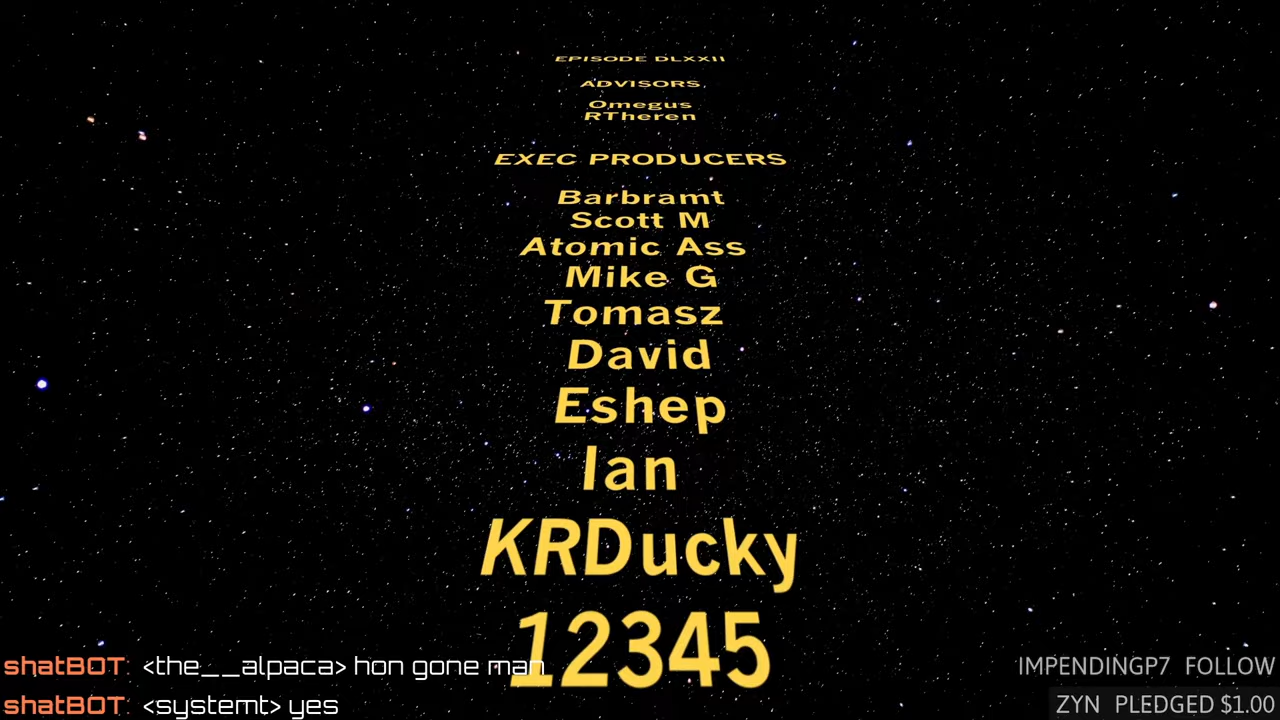 EPISODE DLXXII
ADVISORS
Omegus
RTheren
EXEC PRODUCERS
Barbramt
Scott M
Atomic Ass
Mike G
Tomasz
David
Eshep
Ian
KRDucky
12345
shatBOT: <the__alpaca> hon gone man
shatBOT: <systemt> yes
IMPENDINGP7 FOLLOW
ZYN PLEDGED $1.00